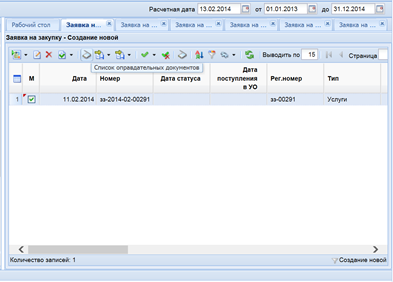 Расчетная дата 13.02.2014 от 01.01.2013 до 31.12.2014
Рабочий стол Заявка н... Заявка на ... Заявка на ... Заявка на ... Заявка на ... Заявка на ...
Заявка на закупку - Создание новой
Выводить по 15 Страница
Список оправдательных документов
М Дата Номер Дата статуса Дата поступления в УО Рег.номер Тип
1 11.02.2014 зз-2014-02-00291 зз-00291 Услуги
Количество записей: 1 Создание новой